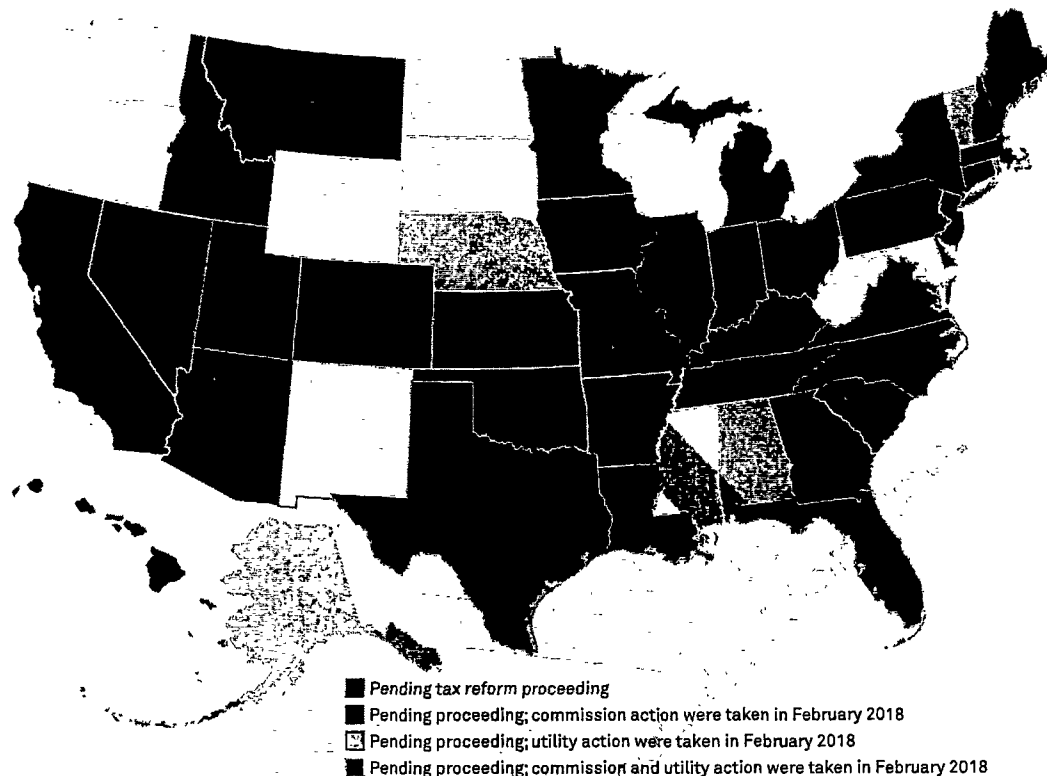 Pending tax reform proceeding
Pending proceeding; commission action were taken in February 2018
Pending proceeding; utility action were taken in February 2018
Pending proceeding; commission and utility action were taken in February 2018